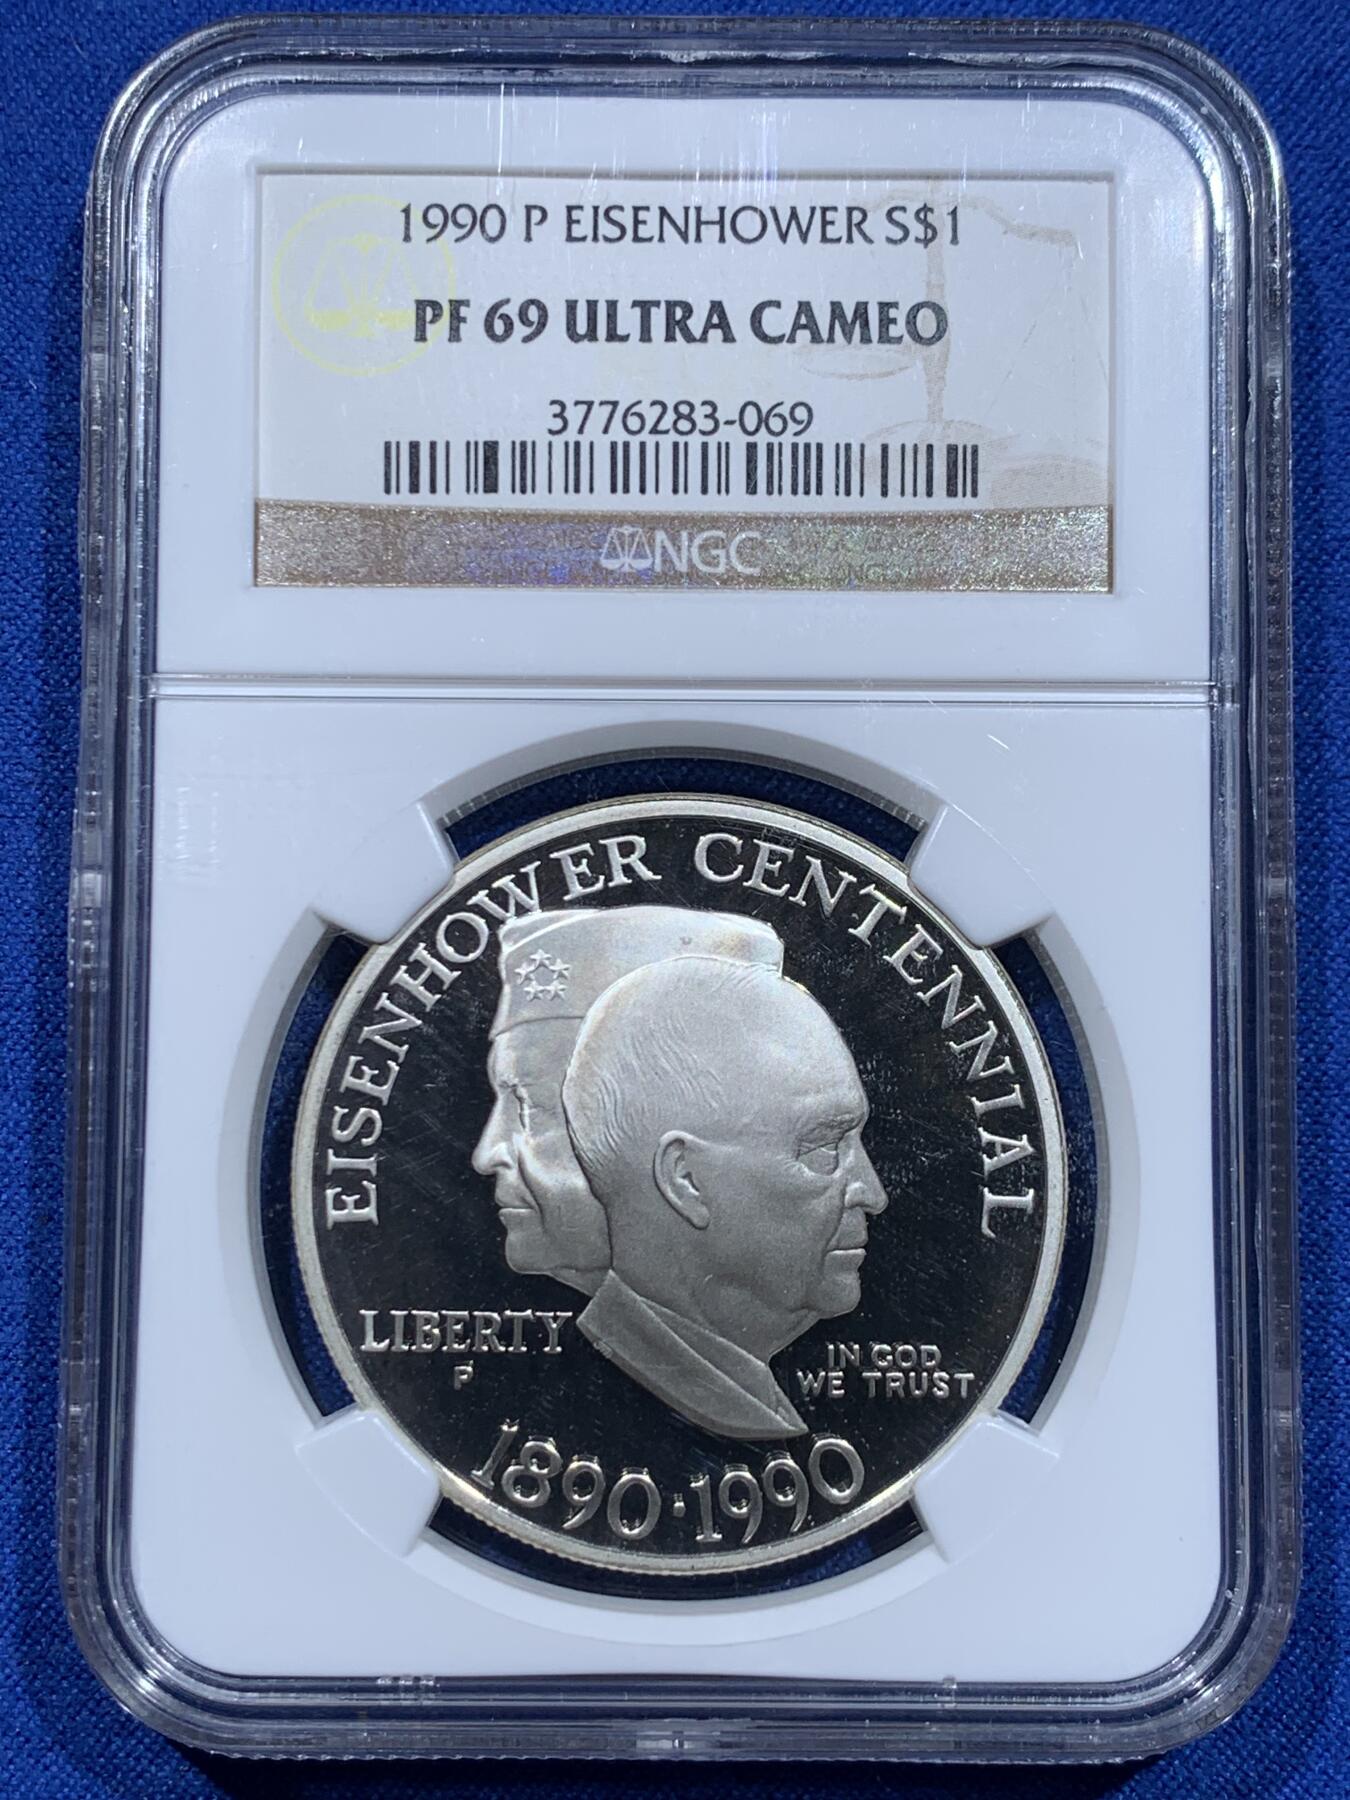 1990 P EISENHOWER S$1
PF 69 ULTRA CAMEO
3776283-069
NGC
EISENHOWER CENTENNIAL
LIBERTY
P
IN GOD
WE TRUST
1890·1990